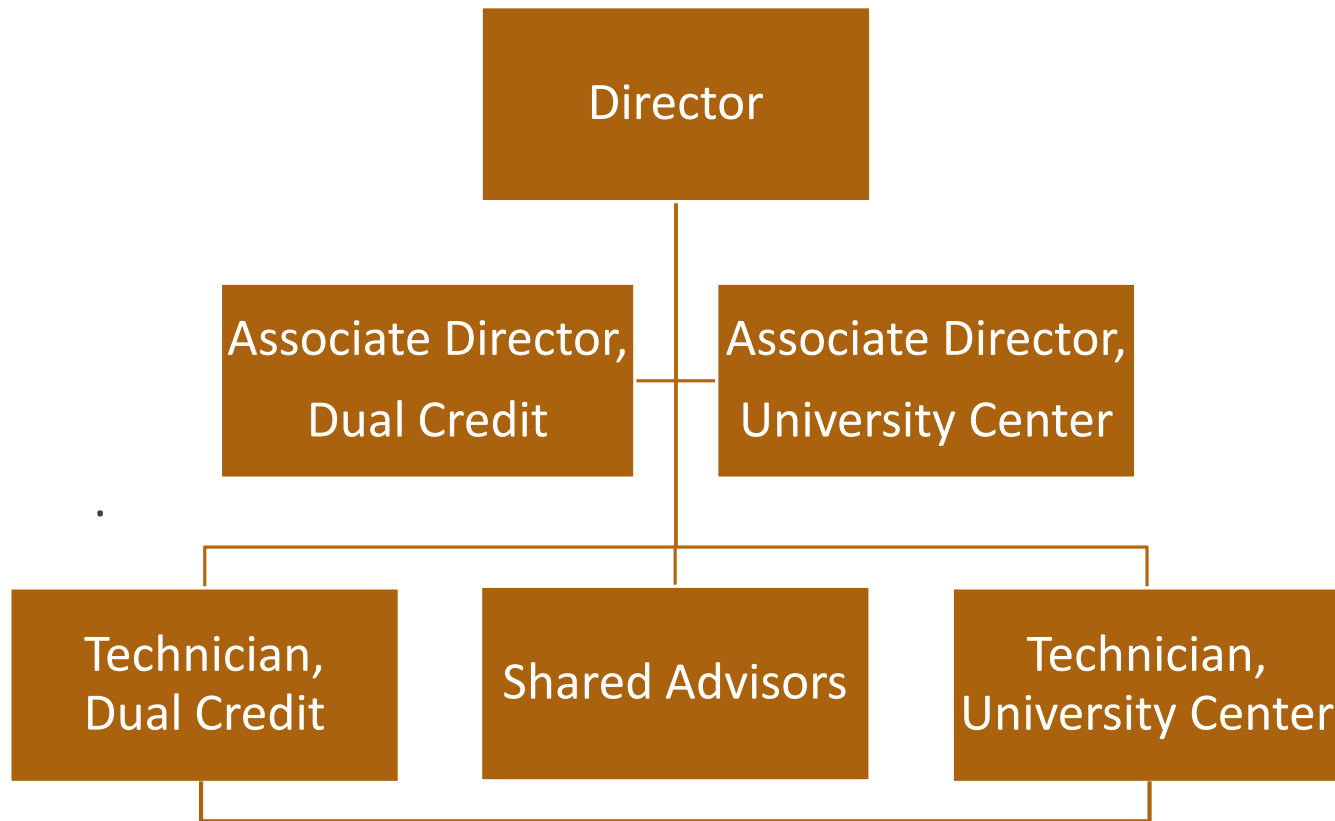 Director
Associate Director,
Dual Credit
Associate Director,
University Center
.
Technician,
Dual Credit
Shared Advisors
Technician,
University Center